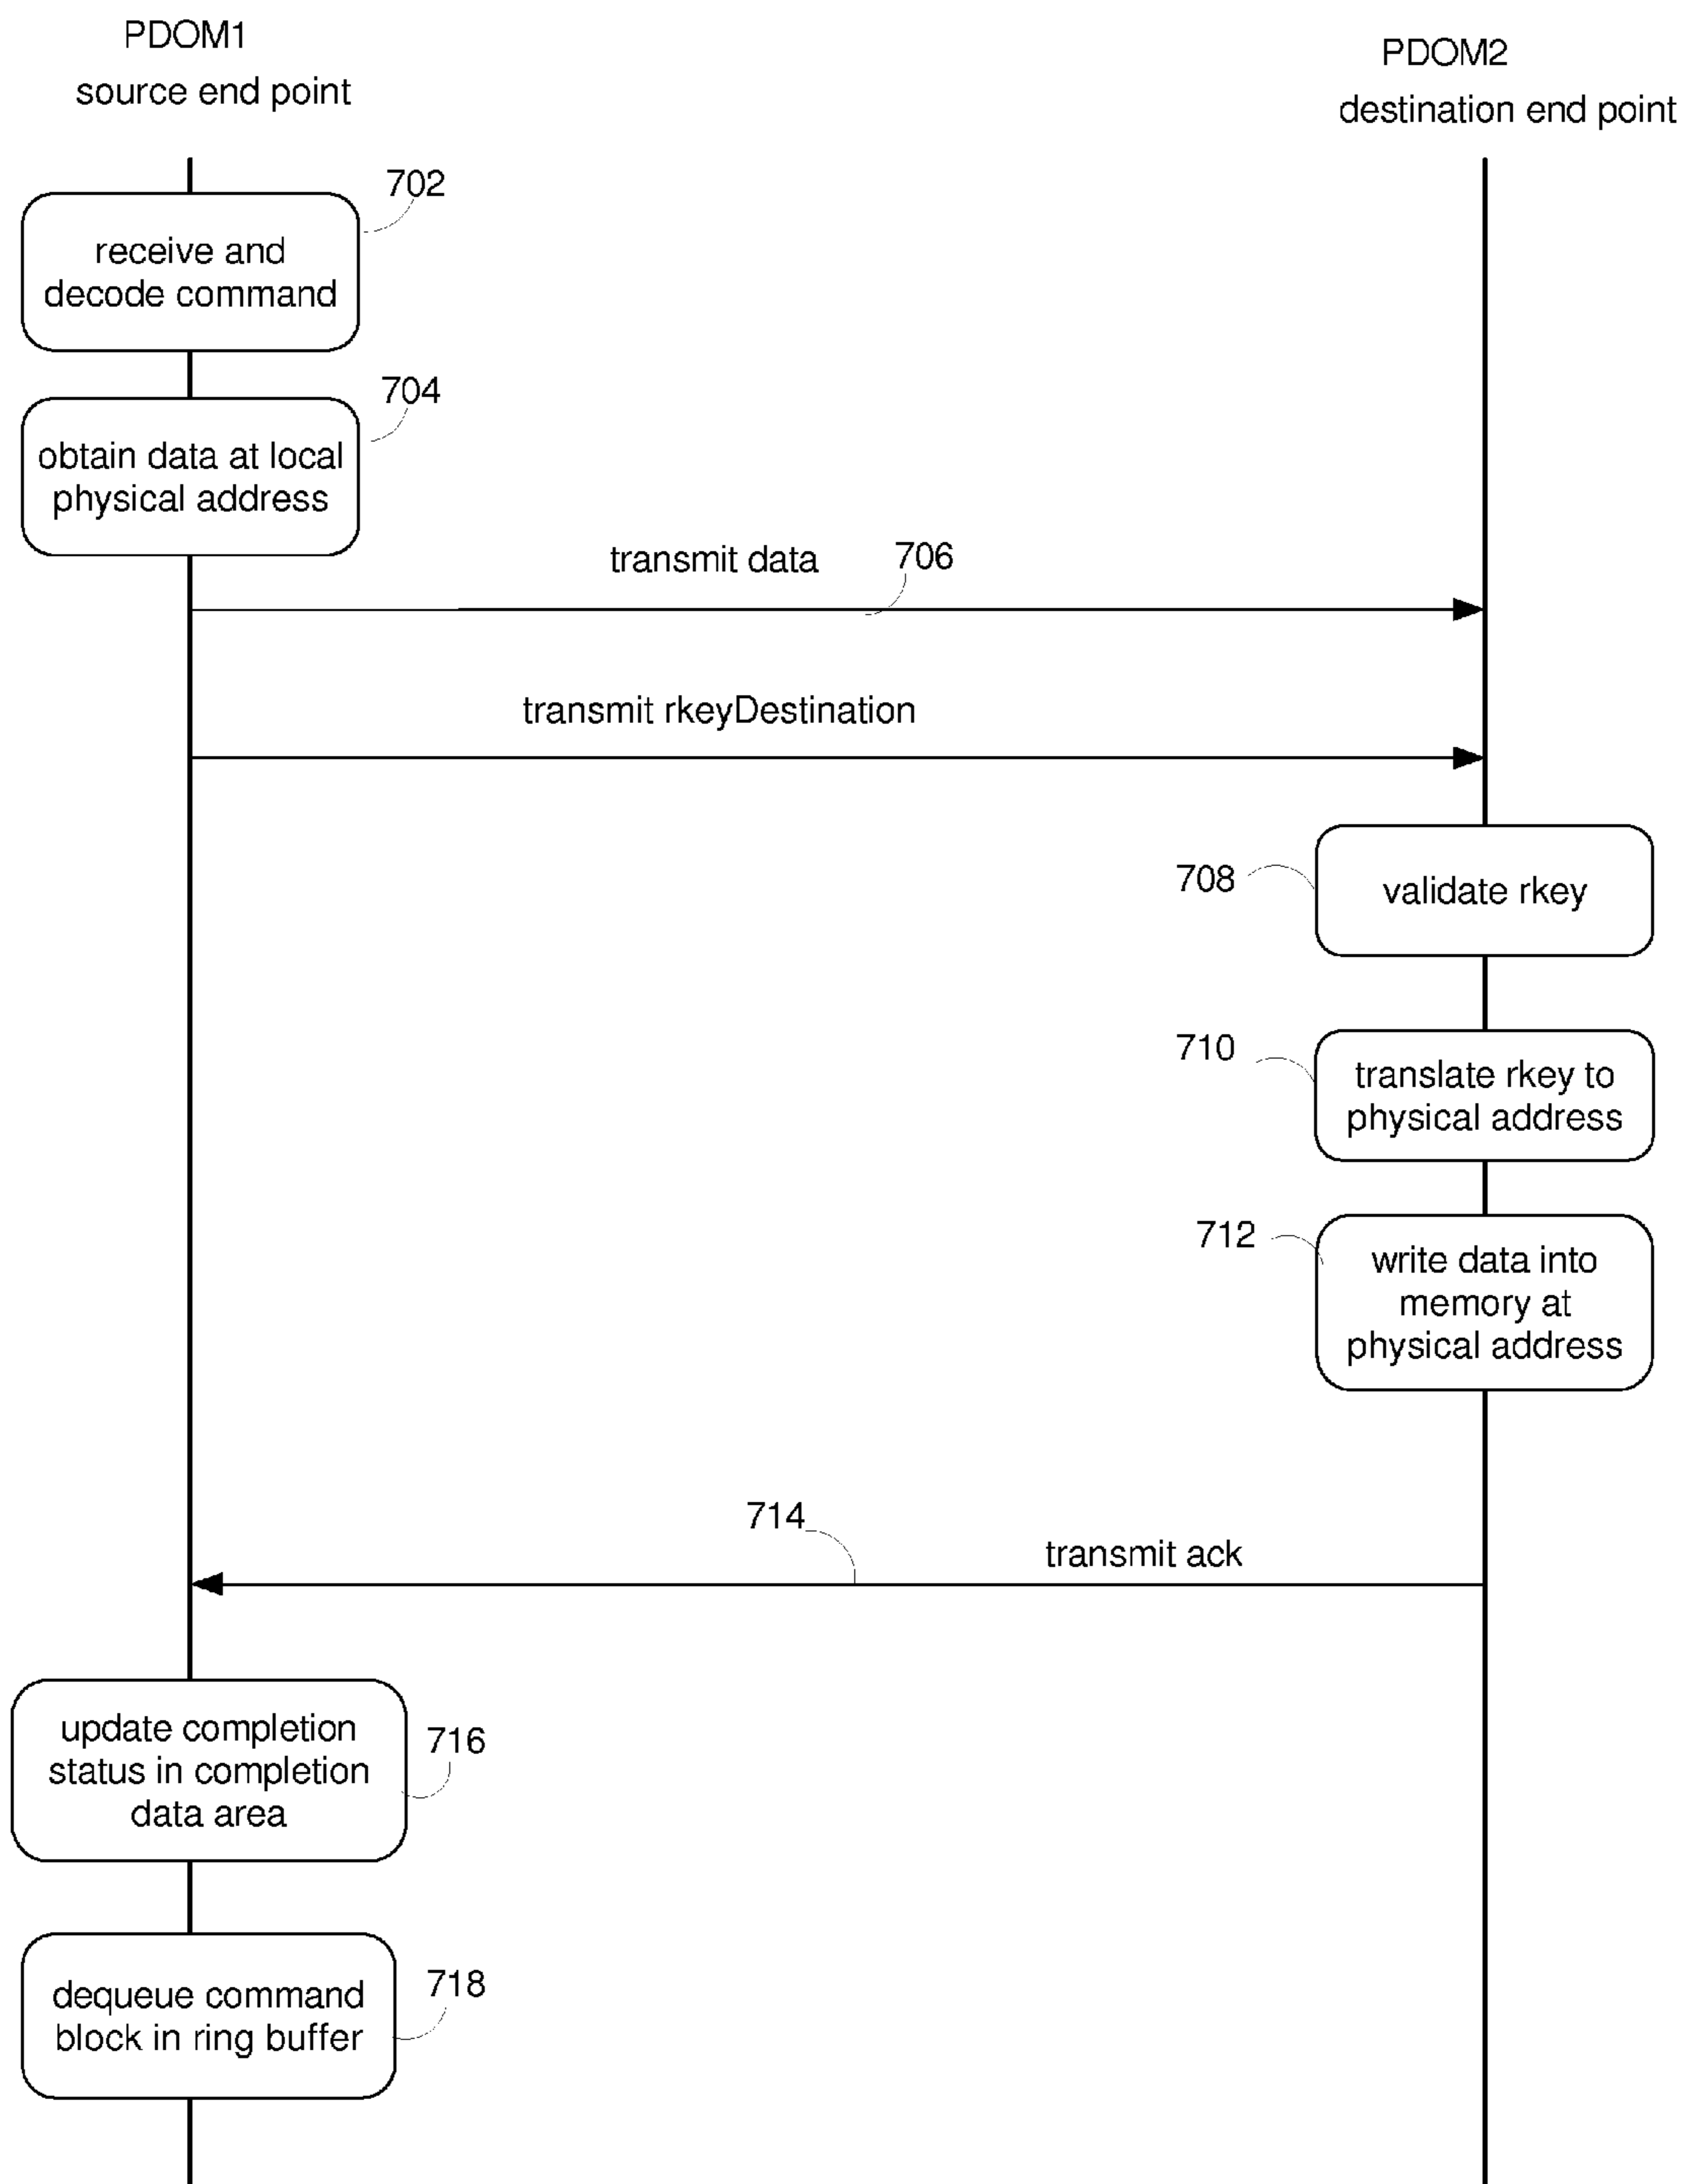 PDOM1
source end point
PDOM2
destination end point
702
receive and
decode command
704
obtain data at local
physical address
transmit data
706
transmit rkeyDestination
708
validate rkey
710
translate rkey to
physical address
712
write data into
memory at
physical address
714
transmit ack
update completion
status in completion
data area
716
dequeue command
block in ring buffer
718